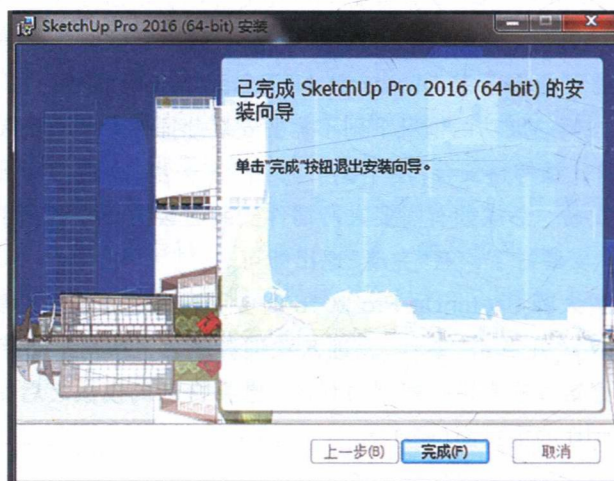 SketchUp Pro 2016 (64-bit) 安装
已完成 SketchUp Pro 2016 (64-bit) 的安
装向导
单击“完成”按钮退出安装向导。
上一步(B)
完成(F)
取消